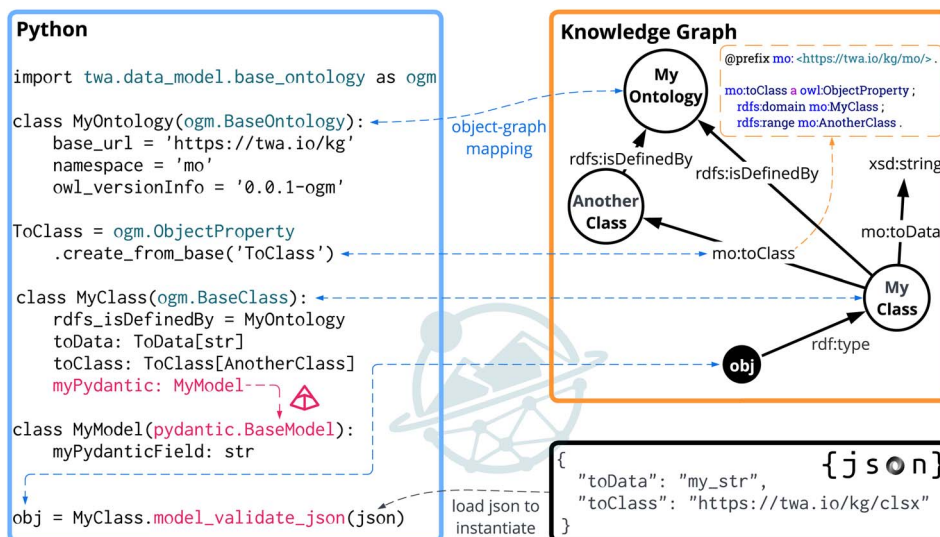 Python
import twa.data_model.base_ontology as ogm
class MyOntology(ogm.BaseOntology):
base_url = 'https://twa.io/kg'
namespace = 'mo'
owl_versionInfo = '0.0.1-ogm'
ToClass = ogm.ObjectProperty
.create_from_base('ToClass')
class MyClass(ogm.BaseClass):
rdfs_isDefinedBy = MyOntology
toData: ToData[str]
toClass: ToClass[AnotherClass]
myPydantic: MyModel
class MyModel(pydantic.BaseModel):
myPydanticField: str
obj = MyClass.model_validate_json(json)
object-graph
mapping
load json to
instantiate
Knowledge Graph
@prefix mo: <https://twa.io/kg/mo/> .
mo:toClass a owl:ObjectProperty ;
rdfs:domain mo:MyClass ;
rdfs:range mo:AnotherClass .
My
Ontology
rdfs:isDefinedBy
rdfs:isDefinedBy
xsd:string
Another
Class
mo:toData
mo:toClass
My
Class
rdf:type
obj
{json}
{
"toData": "my_str",
"toClass": "https://twa.io/kg/clsx"
}